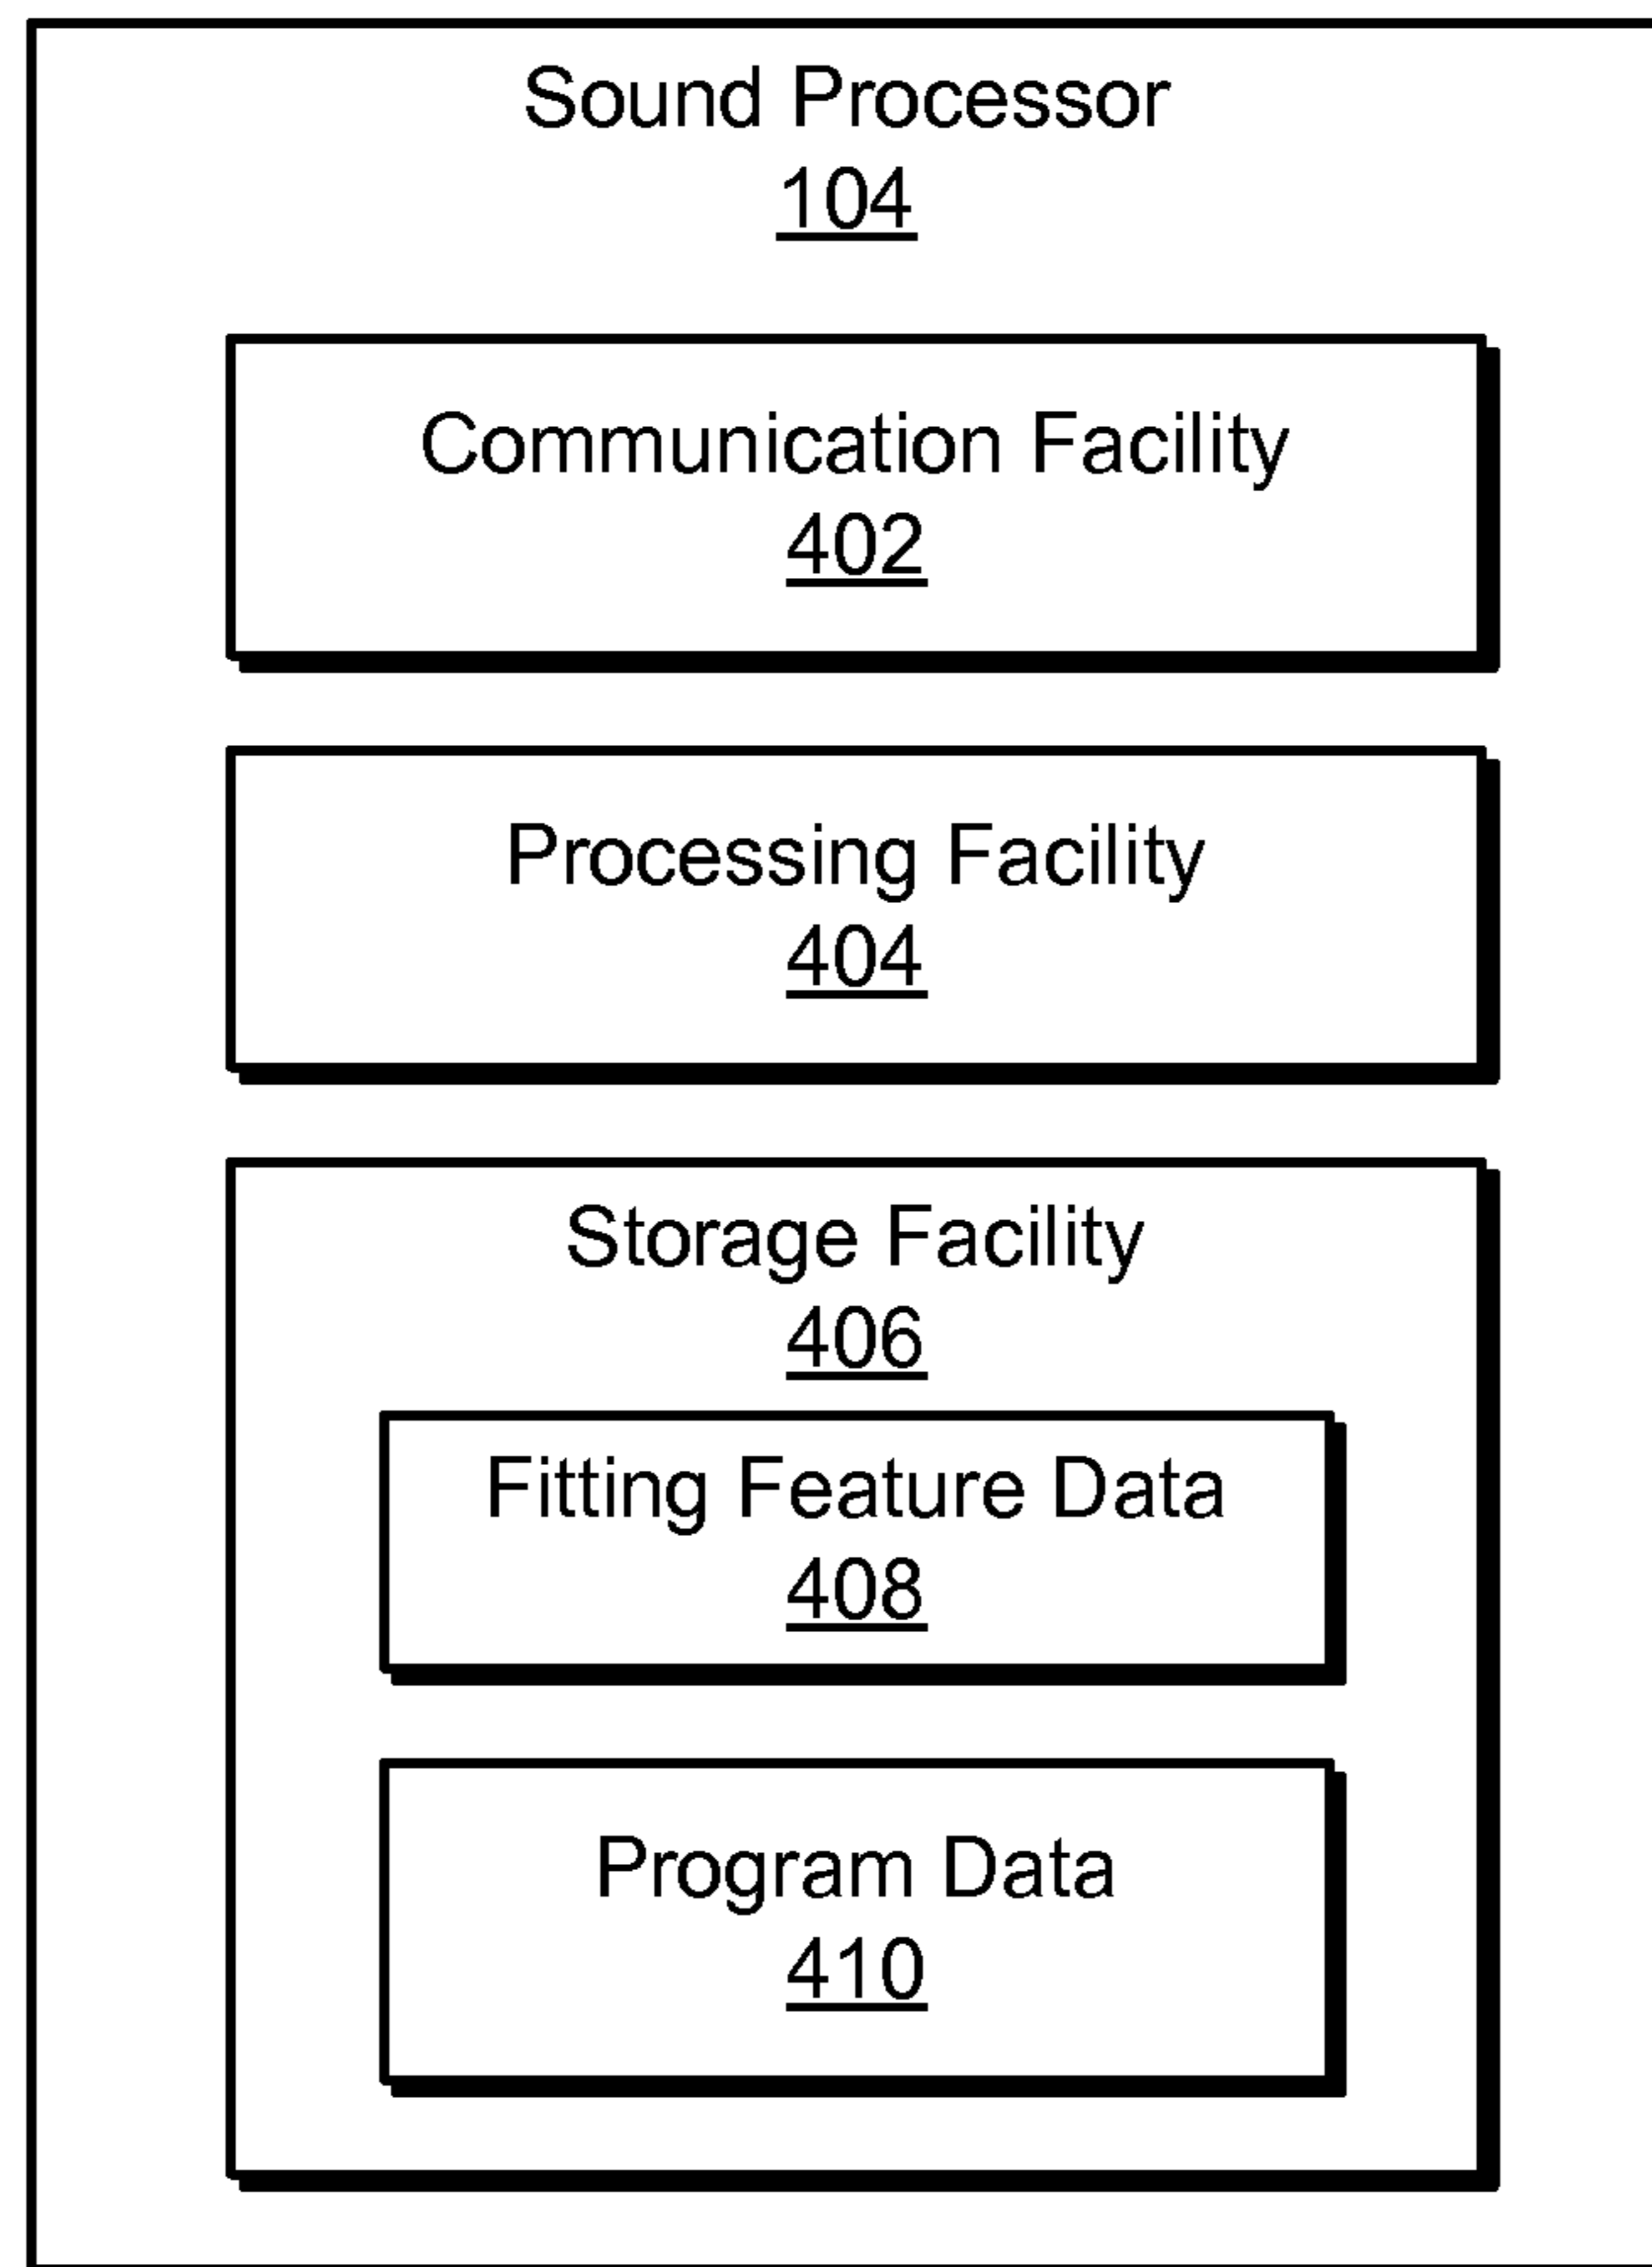 Sound Processor
104
Communication Facility
402
Processing Facility
404
Storage Facility
406
Fitting Feature Data
408
Program Data
410